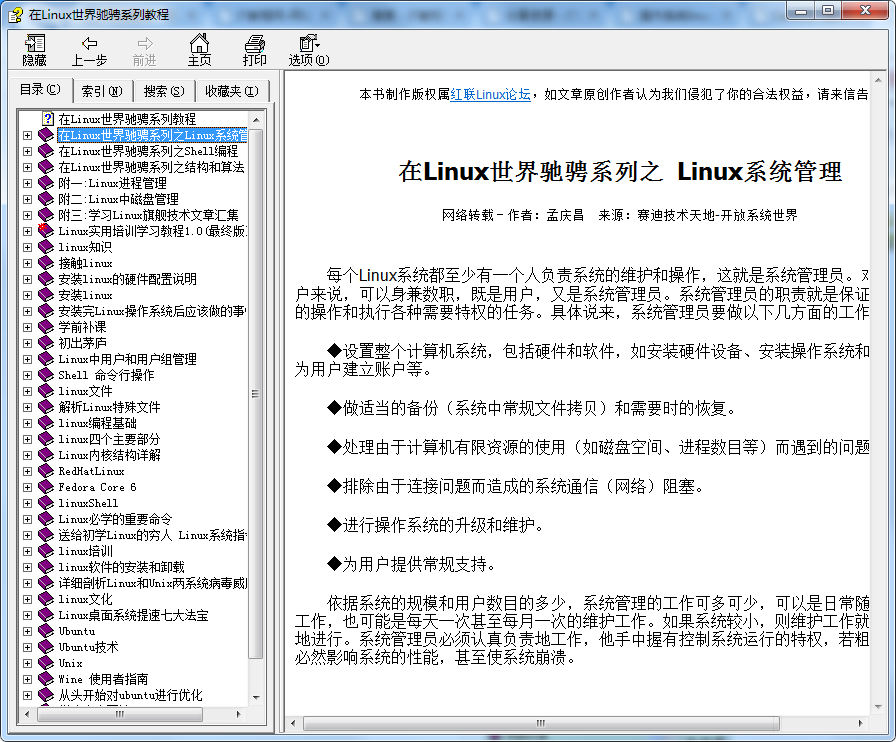 在Linux世界驰骋系列教程
隐藏 上一步 前进 主页 打印 选项(O)
目录(C) 索引(N) 搜索(S) 收藏夹(I)
在Linux世界驰骋系列教程
在Linux世界驰骋系列之Linux系统管
在Linux世界驰骋系列之Shell编程
在Linux世界驰骋系列之结构和算法
附一:Linux进程管理
附二:Linux中磁盘管理
附三:学习Linux旗舰技术文章汇集
Linux实用培训学习教程1.0(最终版)
linux知识
接触linux
安装linux的硬件配置说明
安装linux
安装完Linux操作系统后应该做的事
学前补课
初出茅庐
Linux中用户和用户组管理
Shell 命令行操作
linux文件
解析Linux特殊文件
linux编程基础
linux四个主要部分
Linux内核结构详解
RedHatLinux
Fedora Core 6
linuxShell
Linux必学的重要命令
送给初学Linux的穷人 Linux系统指
linux培训
linux软件的安装和卸载
详细剖析Linux和Unix两系统病毒威
linux文化
Linux桌面系统提速七大法宝
Ubuntu
Ubuntu技术
Unix
Wine 使用者指南
从头开始对ubuntu进行优化
本书制作版权属红联Linux论坛，如文章原创作者认为我们侵犯了你的合法权益，请来信告
在Linux世界驰骋系列之 Linux系统管理
网络转载－作者：孟庆昌 来源：赛迪技术天地-开放系统世界
每个Linux系统都至少有一个人负责系统的维护和操作，这就是系统管理员。对
户来说，可以身兼数职，既是用户，又是系统管理员。系统管理员的职责就是保证
的操作和执行各种需要特权的任务。具体说来，系统管理员要做以下几方面的工作
◆设置整个计算机系统，包括硬件和软件，如安装硬件设备、安装操作系统和
为用户建立账户等。
◆做适当的备份（系统中常规文件拷贝）和需要时的恢复。
◆处理由于计算机有限资源的使用（如磁盘空间、进程数目等）而遇到的问题
◆排除由于连接问题而造成的系统通信（网络）阻塞。
◆进行操作系统的升级和维护。
◆为用户提供常规支持。
依据系统的规模和用户数目的多少，系统管理的工作可多可少，可以是日常随
工作，也可能是每天一次甚至每月一次的维护工作。如果系统较小，则维护工作就
地进行。系统管理员必须认真负责地工作，他手中握有控制系统运行的特权，若粗
必然影响系统的性能，甚至使系统崩溃。